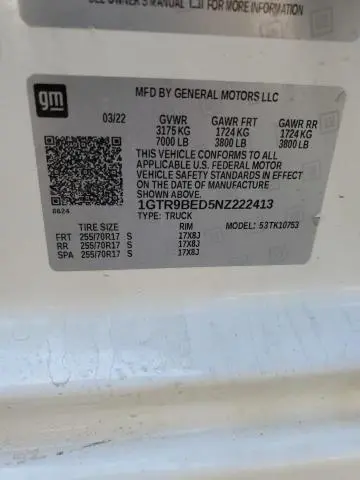 SEE OWNER'S MANUAL FOR MORE INFORMATION
gm
MFD BY GENERAL MOTORS LLC
03/22 GVWR GAWR FRT GAWR RR
3175 KG 1724 KG 1724 KG
7000 LB 3800 LB 3800 LB
THIS VEHICLE CONFORMS TO ALL
APPLICABLE U.S. FEDERAL MOTOR
VEHICLE SAFETY STANDARDS IN EFFECT
ON THE DATE OF MANUFACTURE
SHOWN ABOVE.
0624
1GTR9BED5NZ222413
TYPE: TRUCK
TIRE SIZE RIM MODEL: 53TK10753
FRT 255/70R17 S 17X8J
RR 255/70R17 S 17X8J
SPA 255/70R17 S 17X8J